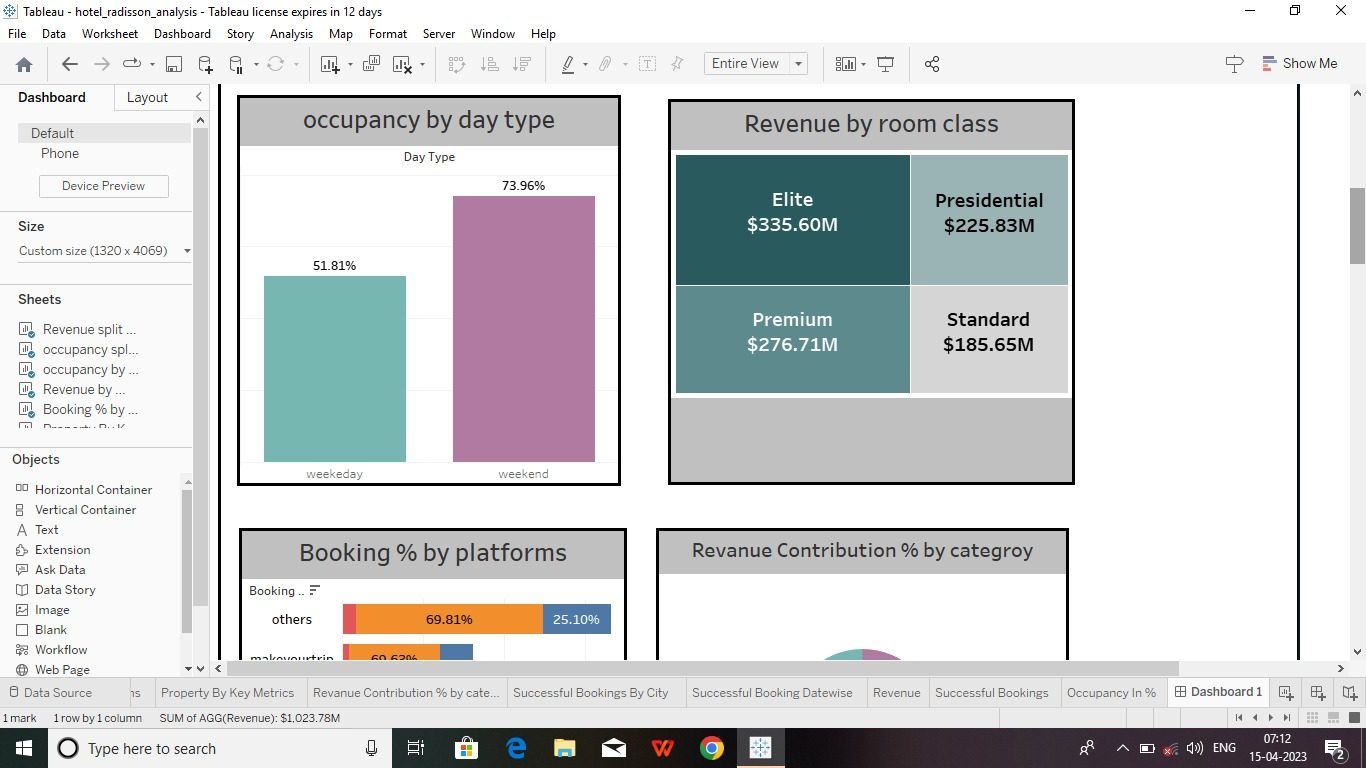 Tableau - hotel_radisson_analysis - Tableau license expires in 12 days
File Data Worksheet Dashboard Story Analysis Map Format Server Window Help
Entire View
Show Me
Dashboard Layout
Default
Phone
Device Preview
Size
Custom size (1320 x 4069)
Sheets
Revenue split ...
occupancy spl...
occupancy by ...
Revenue by ...
Booking % by ...
Objects
Horizontal Container
Vertical Container
Text
Extension
Ask Data
Data Story
Image
Blank
Workflow
Web Page
occupancy by day type
Day Type
73.96%
51.81%
weekeday weekend
Revenue by room class
Elite
$335.60M
Presidential
$225.83M
Premium
$276.71M
Standard
$185.65M
Booking % by platforms
Booking ..
others 69.81% 25.10%
makeyourtrip 69.63%
Revanue Contribution % by categroy
Data Source ns Property By Key Metrics Revanue Contribution % by cate... Successful Bookings By City Successful Booking Datewise Revenue Successful Bookings Occupancy In % Dashboard 1
1 mark 1 row by 1 column SUM of AGG(Revenue): $1,023.78M
Type here to search
ENG
07:12
15-04-2023
2